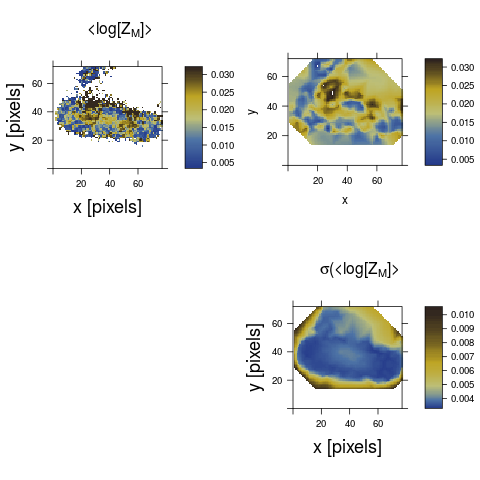 <log[Z_M]>
60
40
20
20 40 60
x [pixels]
y [pixels]
0.030
0.025
0.020
0.015
0.010
0.005
60
40
20
20 40 60
x
y
0.030
0.025
0.020
0.015
0.010
0.005
σ(<log[Z_M]>
60
40
20
20 40 60
x [pixels]
y [pixels]
0.010
0.009
0.008
0.007
0.006
0.005
0.004